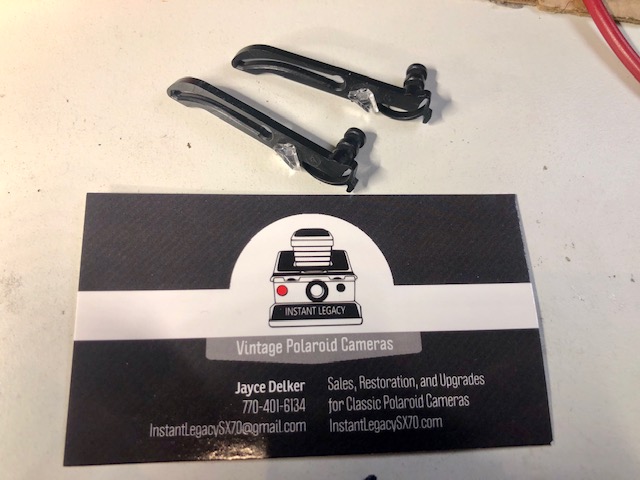 INSTANT LEGACY
Vintage Polaroid Cameras
Jayce Delker
770-401-6134
InstantLegacySX70@gmail.com
Sales, Restoration, and Upgrades
for Classic Polaroid Cameras
InstantLegacySX70.com